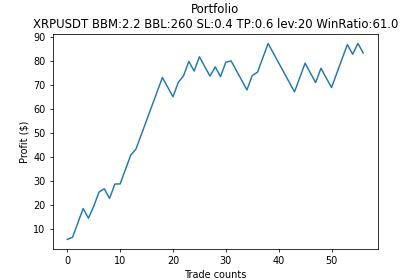 Portfolio
XRPUSDT BBM:2.2 BBL:260 SL:0.4 TP:0.6 lev:20 WinRatio:61.0
90
80
70
60
50
40
30
20
10
Profit ($)
0 10 20 30 40 50
Trade counts